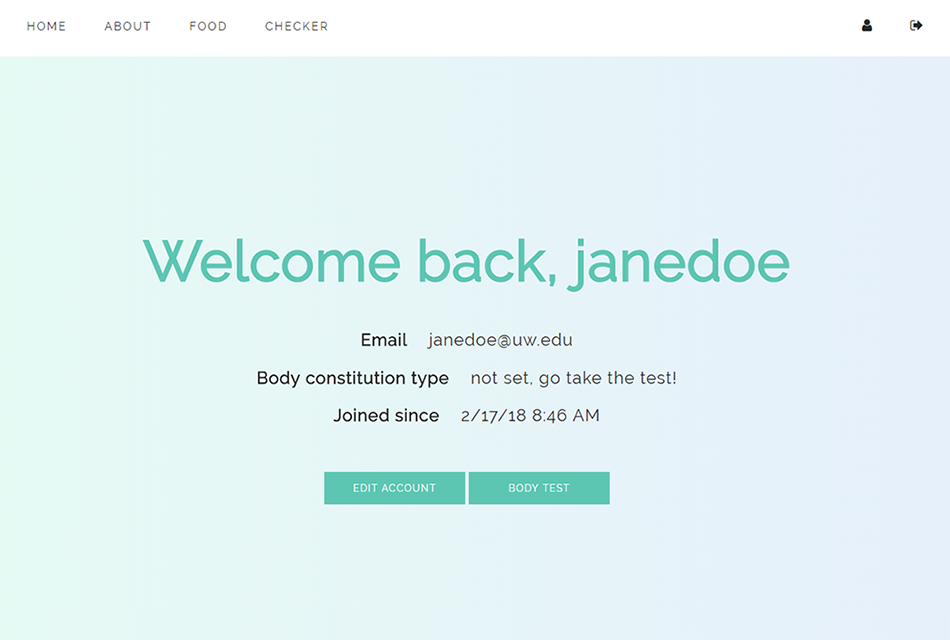 HOME ABOUT FOOD CHECKER
Welcome back, janedoe
Email janedoe@uw.edu
Body constitution type not set, go take the test!
Joined since 2/17/18 8:46 AM
EDIT ACCOUNT BODY TEST